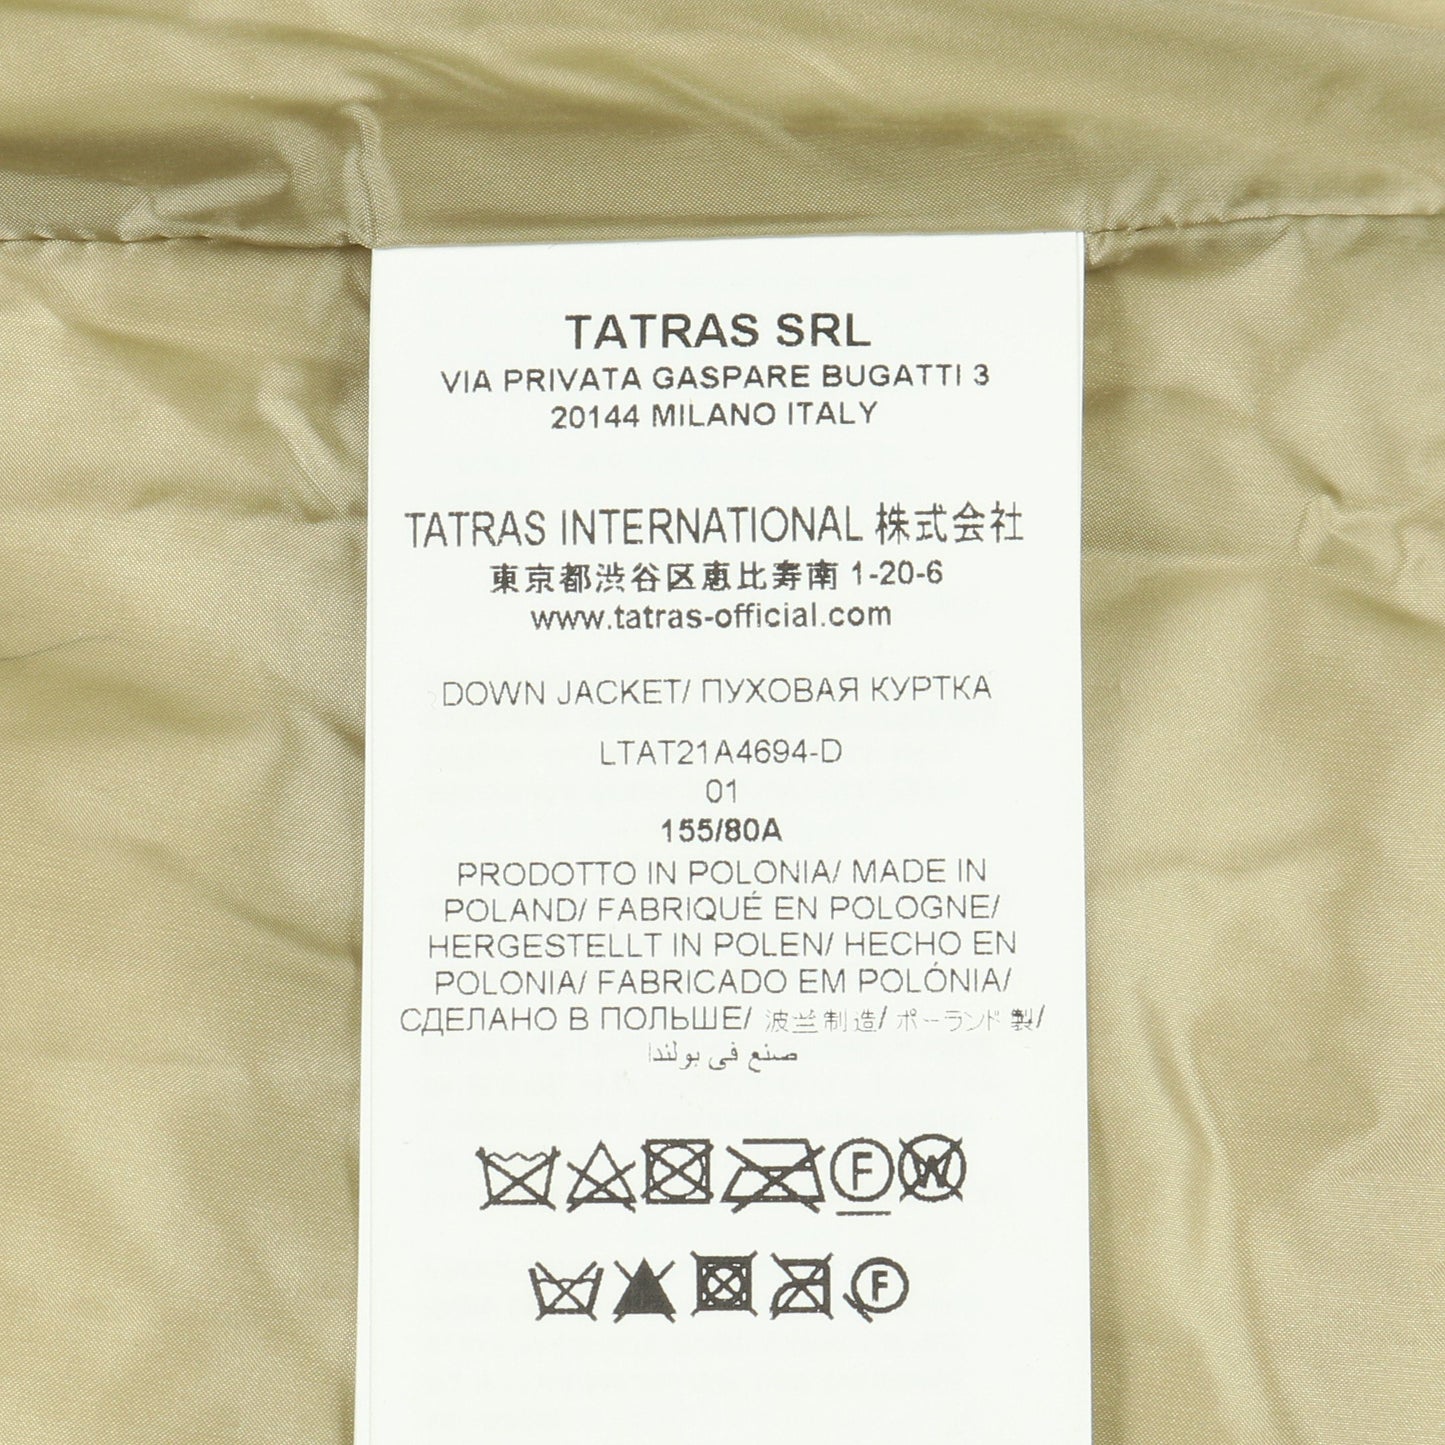 TATRAS SRL
VIA PRIVATA GASPARE BUGATTI 3
20144 MILANO ITALY
TATRAS INTERNATIONAL 株式会社
東京都渋谷区恵比寿南 1-20-6
www.tatras-official.com
DOWN JACKET/ ПУХОВАЯ КУРТКА
LTAT21A4694-D
01
155/80A
PRODOTTO IN POLONIA/ MADE IN
POLAND/ FABRIQUÉ EN POLOGNE/
HERGESTELLT IN POLEN/ HECHO EN
POLONIA/ FABRICADO EM POLÓNIA/
СДЕЛАНО В ПОЛЬШЕ/ 波兰制造/ ポーランド製/
صنع في بولندا
F W
F